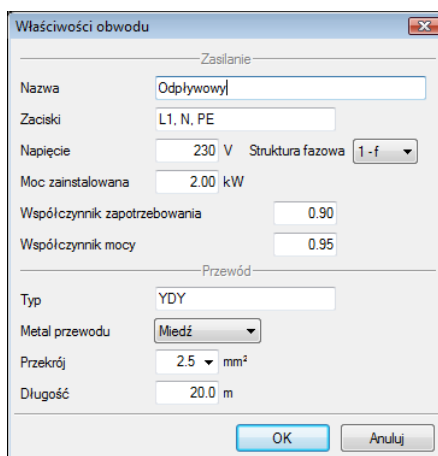 Właściwości obwodu
Zasilanie
Nazwa Odpływowy
Zaciski L1, N, PE
Napięcie 230 V Struktura fazowa 1-f
Moc zainstalowana 2.00 kW
Współczynnik zapotrzebowania 0.90
Współczynnik mocy 0.95
Przewód
Typ YDY
Metal przewodu Miedź
Przekrój 2.5 mm²
Długość 20.0 m
OK Anuluj